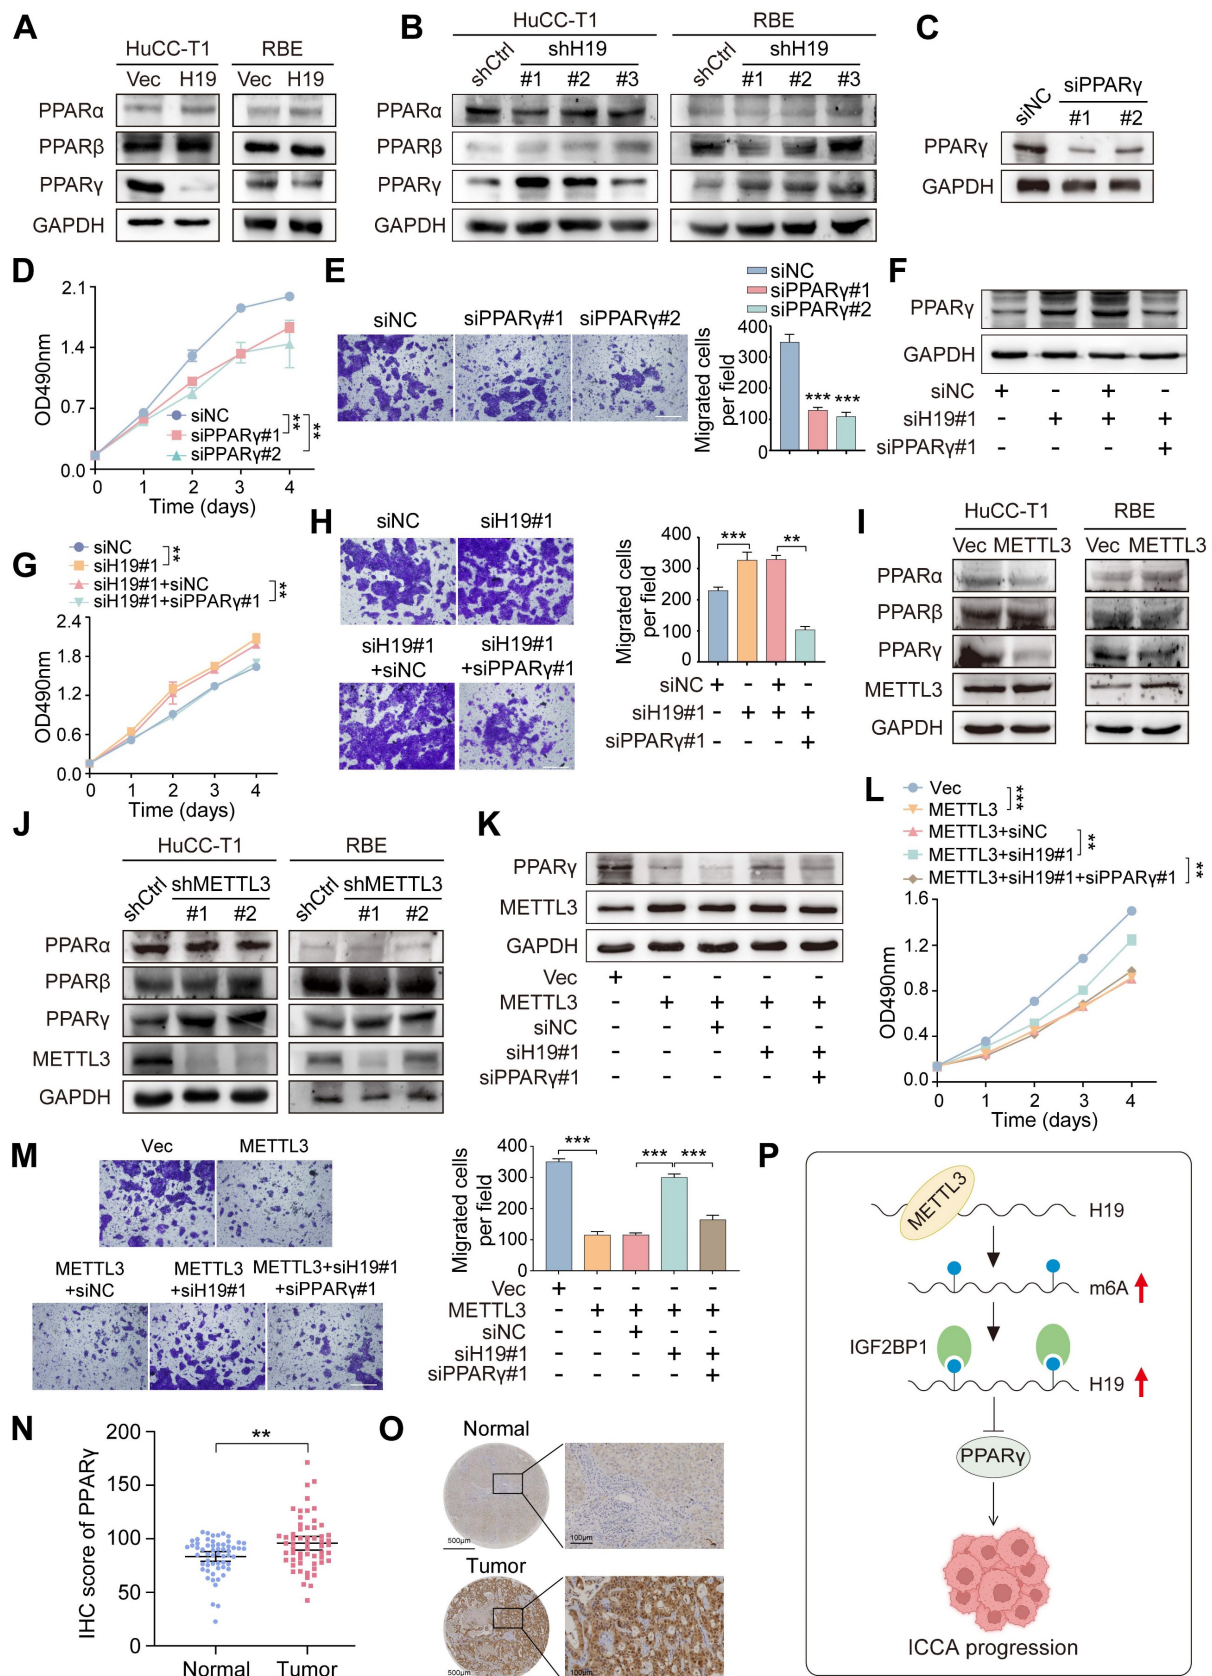 A
HuCC-T1 RBE
Vec H19 Vec H19
PPARα
PPARβ
PPARγ
GAPDH
B
HuCC-T1 RBE
shCtrl shH19 shCtrl shH19
#1 #2 #3 #1 #2 #3
PPARα
PPARβ
PPARγ
GAPDH
C
siNC siPPARγ
#1 #2
PPARγ
GAPDH
D
OD490nm
2.1
1.4
0.7
0.0
siNC
siPPARγ#1
siPPARγ#2
**
**
0 1 2 3 4
Time (days)
E
siNC siPPARγ#1 siPPARγ#2
siNC
siPPARγ#1
siPPARγ#2
Migrated cells
per field
400
300
200
100
0
*** ***
F
PPARγ
GAPDH
siNC + - + -
siH19#1 - + + +
siPPARγ#1 - - - +
G
siNC
siH19#1
siH19#1+siNC
siH19#1+siPPARγ#1
**
**
OD490nm
2.4
1.8
1.2
0.6
0.0
0 1 2 3 4
Time (days)
H
siNC siH19#1
siH19#1
+siNC
siH19#1
+siPPARγ#1
Migrated cells
per field
400
300
200
100
0
*** **
siNC + - + -
siH19#1 - + + +
siPPARγ#1 - - - +
I
HuCC-T1 RBE
Vec METTL3 Vec METTL3
PPARα
PPARβ
PPARγ
METTL3
GAPDH
J
HuCC-T1 RBE
shCtrl shMETTL3 shCtrl shMETTL3
#1 #2 #1 #2
PPARα
PPARβ
PPARγ
METTL3
GAPDH
K
PPARγ
METTL3
GAPDH
Vec + - - - -
METTL3 - + + + +
siNC - - + - -
siH19#1 - - - + +
siPPARγ#1 - - - - +
L
Vec
METTL3
METTL3+siNC
METTL3+siH19#1
METTL3+siH19#1+siPPARγ#1
***
**
**
OD490nm
1.6
1.2
0.8
0.4
0.0
0 1 2 3 4
Time (days)
M
Vec METTL3
METTL3
+siNC
METTL3
+siH19#1
METTL3+siH19#1
+siPPARγ#1
Migrated cells
per field
400
300
200
100
0
*** *** ***
Vec + - - - -
METTL3 - + + + +
siNC - - + - -
siH19#1 - - - + +
siPPARγ#1 - - - - +
N
IHC score of PPARγ
200
150
100
50
0
**
Normal Tumor
O
Normal
500μm 100μm
Tumor
500μm 100μm
P
METTL3
H19
m6A
IGF2BP1
H19
PPARγ
ICCA progression